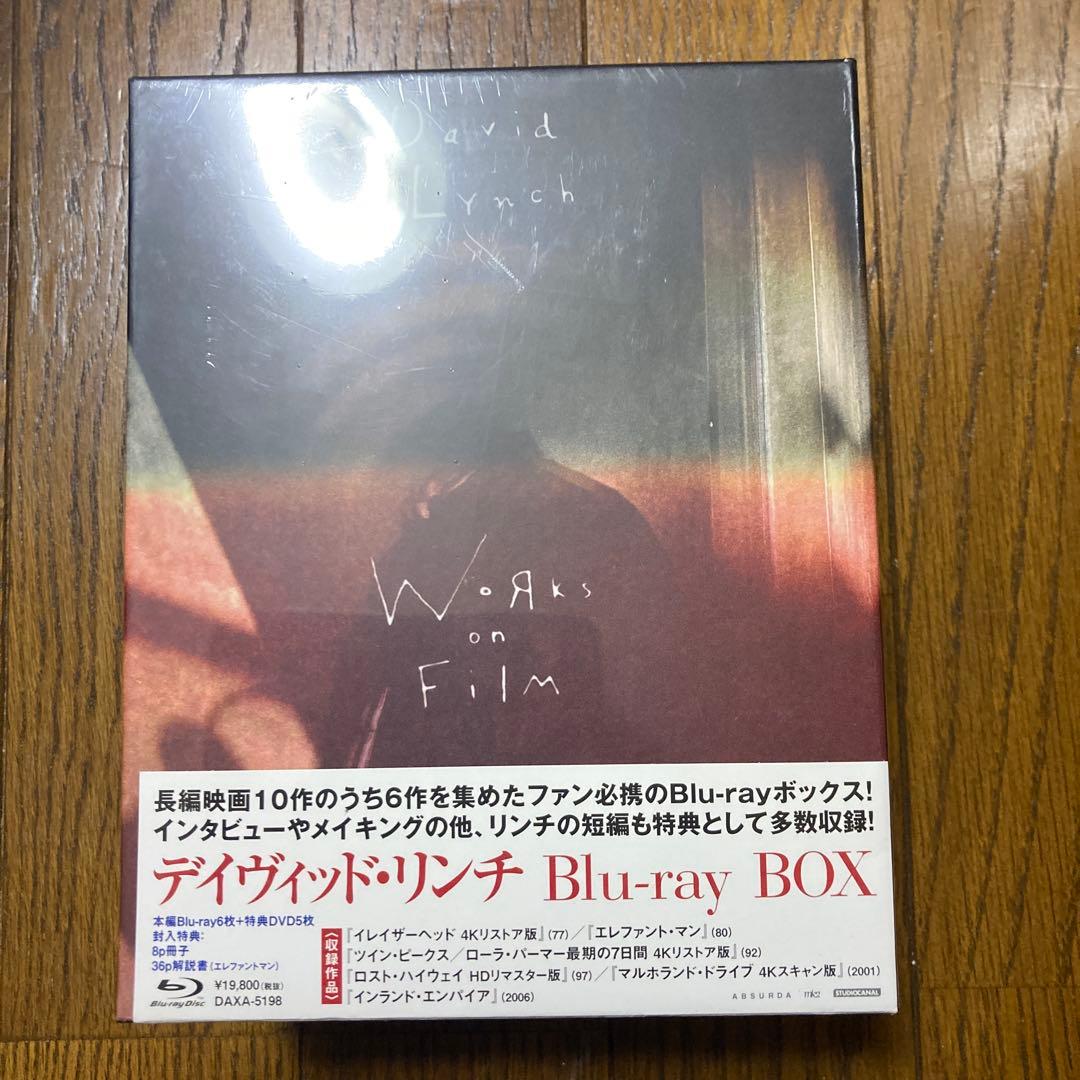 David
Lynch
WoЯks
on
Film
長編映画10作のうち6作を集めたファン必携のBlu-rayボックス!
インタビューやメイキングの他、リンチの短編も特典として多数収録!
デイヴィッド・リンチ Blu-ray BOX
本編Blu-ray6枚+特典DVD5枚
封入特典:
8p冊子
36p解説書(エレファントマン)
Blu-ray Disc
¥19,800(税抜)
DAXA-5198
〈収録作品〉
『イレイザーヘッド 4Kリストア版』(77)/『エレファント・マン』(80)
『ツイン・ピークス/ローラ・パーマー最期の7日間 4Kリストア版』(92)
『ロスト・ハイウェイ HDリマスター版』(97)/『マルホランド・ドライブ 4Kスキャン版』(2001)
『インランド・エンパイア』(2006)
ABSURDA mk2 STUDIOCANAL